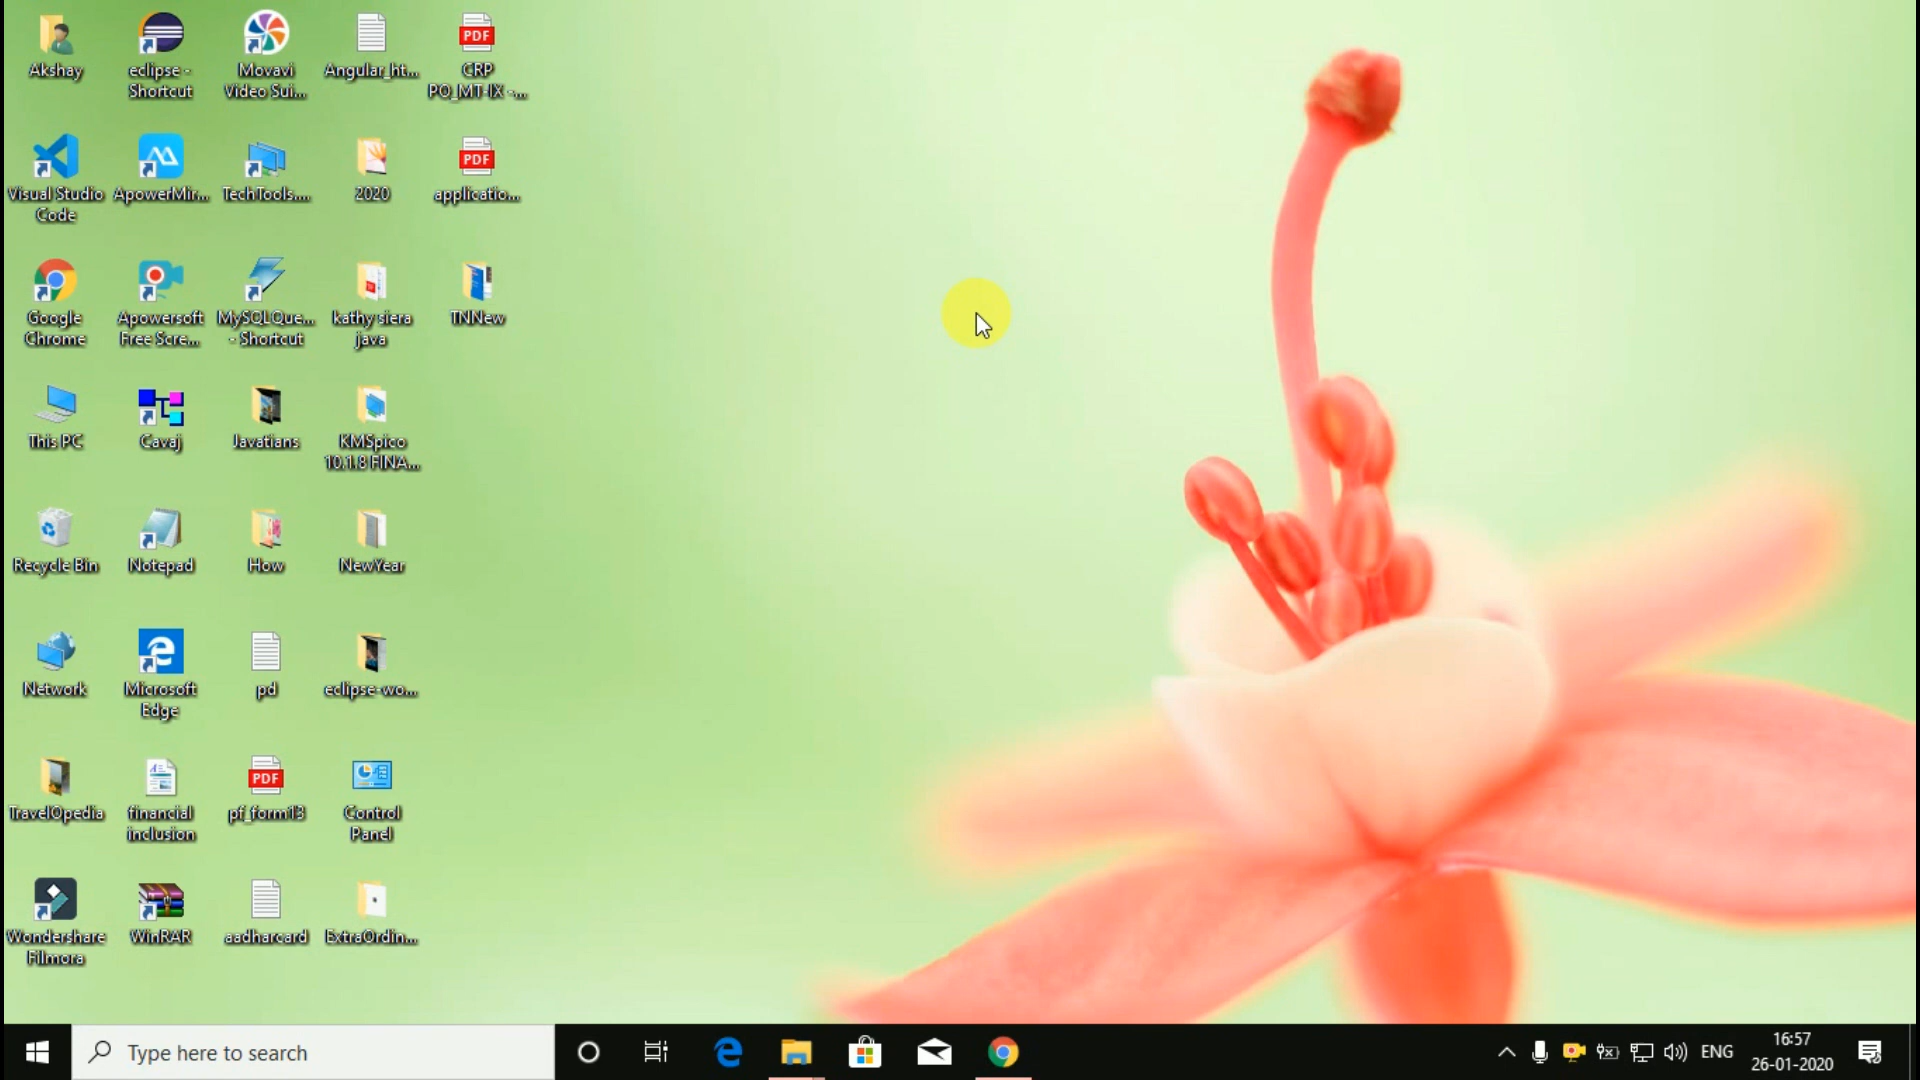 Akshay
eclipse -
Shortcut
Movavi
Video Sui...
Angular_ht...
PDF
CRP
PO_MT-IX -...
Visual Studio
Code
ApowerMir...
TechTools....
2020
PDF
applicatio...
Google
Chrome
Apowersoft
Free Scre...
MySQLQue...
- Shortcut
kathy siera
java
TNNew
This PC
Cavaj
Javatians
KMSpico
10.1.8 FINA...
Recycle Bin
Notepad
How
NewYear
Network
Microsoft
Edge
pd
eclipse-wo...
TravelOpedia
financial
inclusion
PDF
pf_form13
Control
Panel
Wondershare
Filmora
WinRAR
aadharcard
ExtraOrdin...
Type here to search
ENG
16:57
26-01-2020